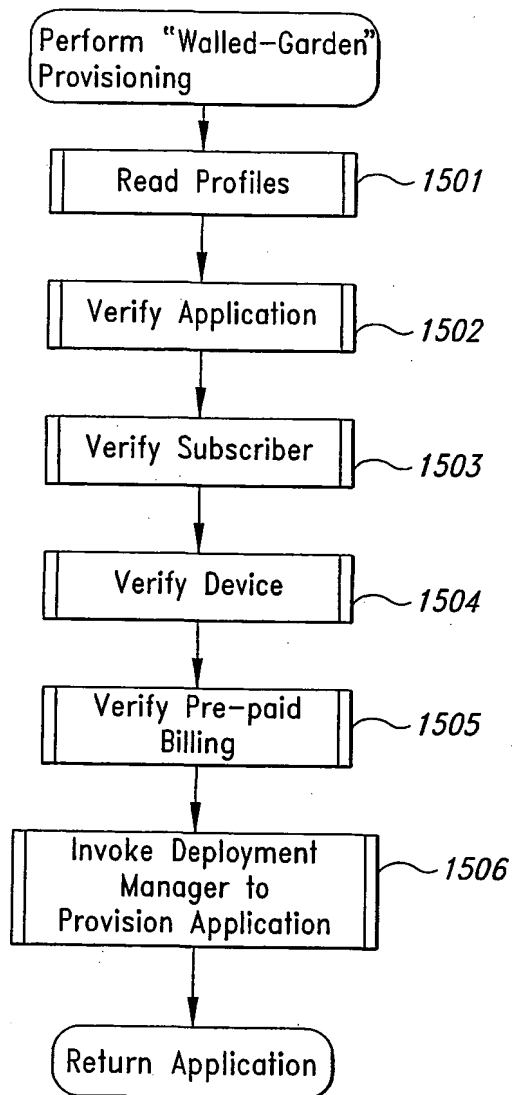 Perform “Walled-Garden”
Provisioning
Read Profiles
1501
Verify Application
1502
Verify Subscriber
1503
Verify Device
1504
Verify Pre-paid
Billing
1505
Invoke Deployment
Manager to
Provision Application
1506
Return Application